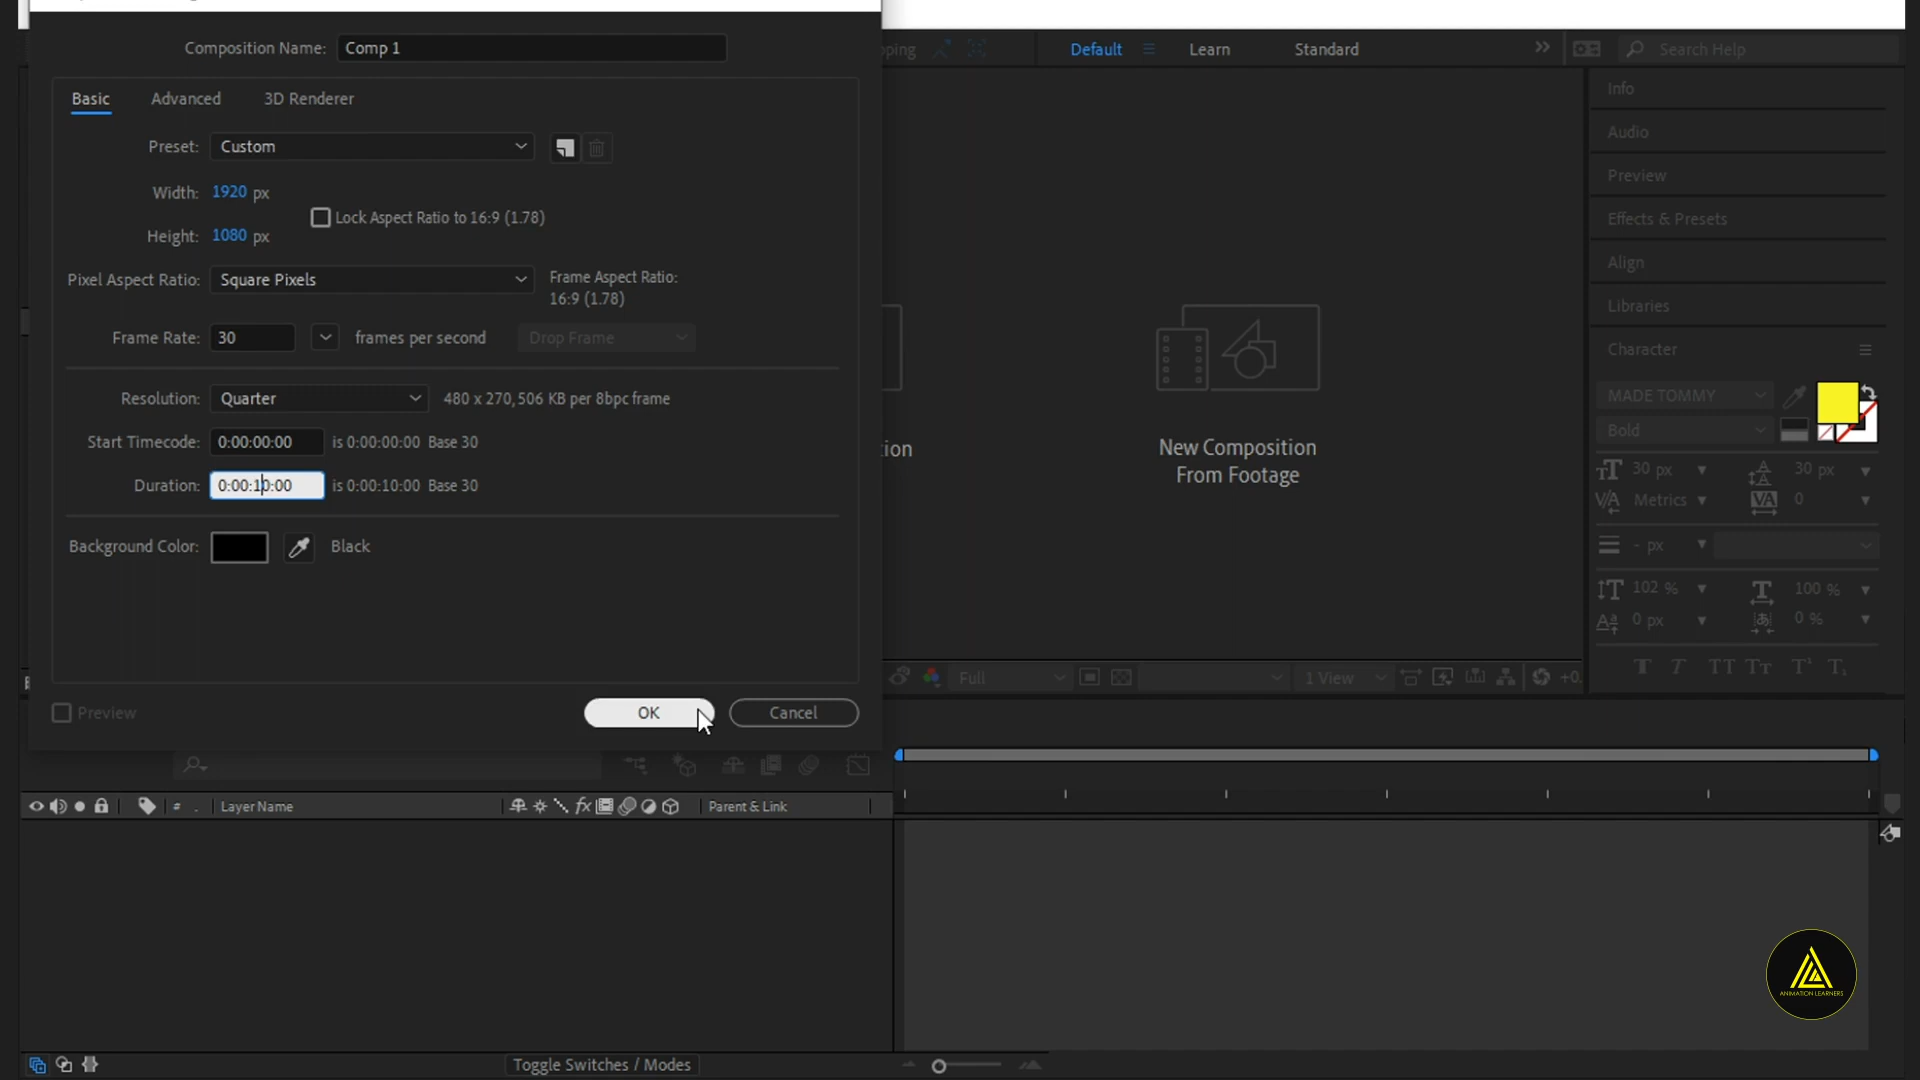 Composition Name: Comp 1
Default Learn Standard Search Help
Basic Advanced 3D Renderer
Preset: Custom
Width: 1920 px
Lock Aspect Ratio to 16:9 (1.78)
Height: 1080 px
Pixel Aspect Ratio: Square Pixels
Frame Aspect Ratio:
16:9 (1.78)
Frame Rate: 30 frames per second Drop Frame
Resolution: Quarter 480 x 270, 506 KB per 8bpc frame
Start Timecode: 0:00:00:00 is 0:00:00:00 Base 30
Duration: 0:00:10:00 is 0:00:10:00 Base 30
Background Color: Black
Preview OK Cancel
New Composition
From Footage
Info
Audio
Preview
Effects & Presets
Align
Libraries
Character
MADE TOMMY
Bold
30 px 30 px
Metrics 0
- px
102 % 100 %
0 px 0 %
Full 1 View +0.
# . Layer Name fx Parent & Link
ANIMATION LEARNERS
Toggle Switches / Modes